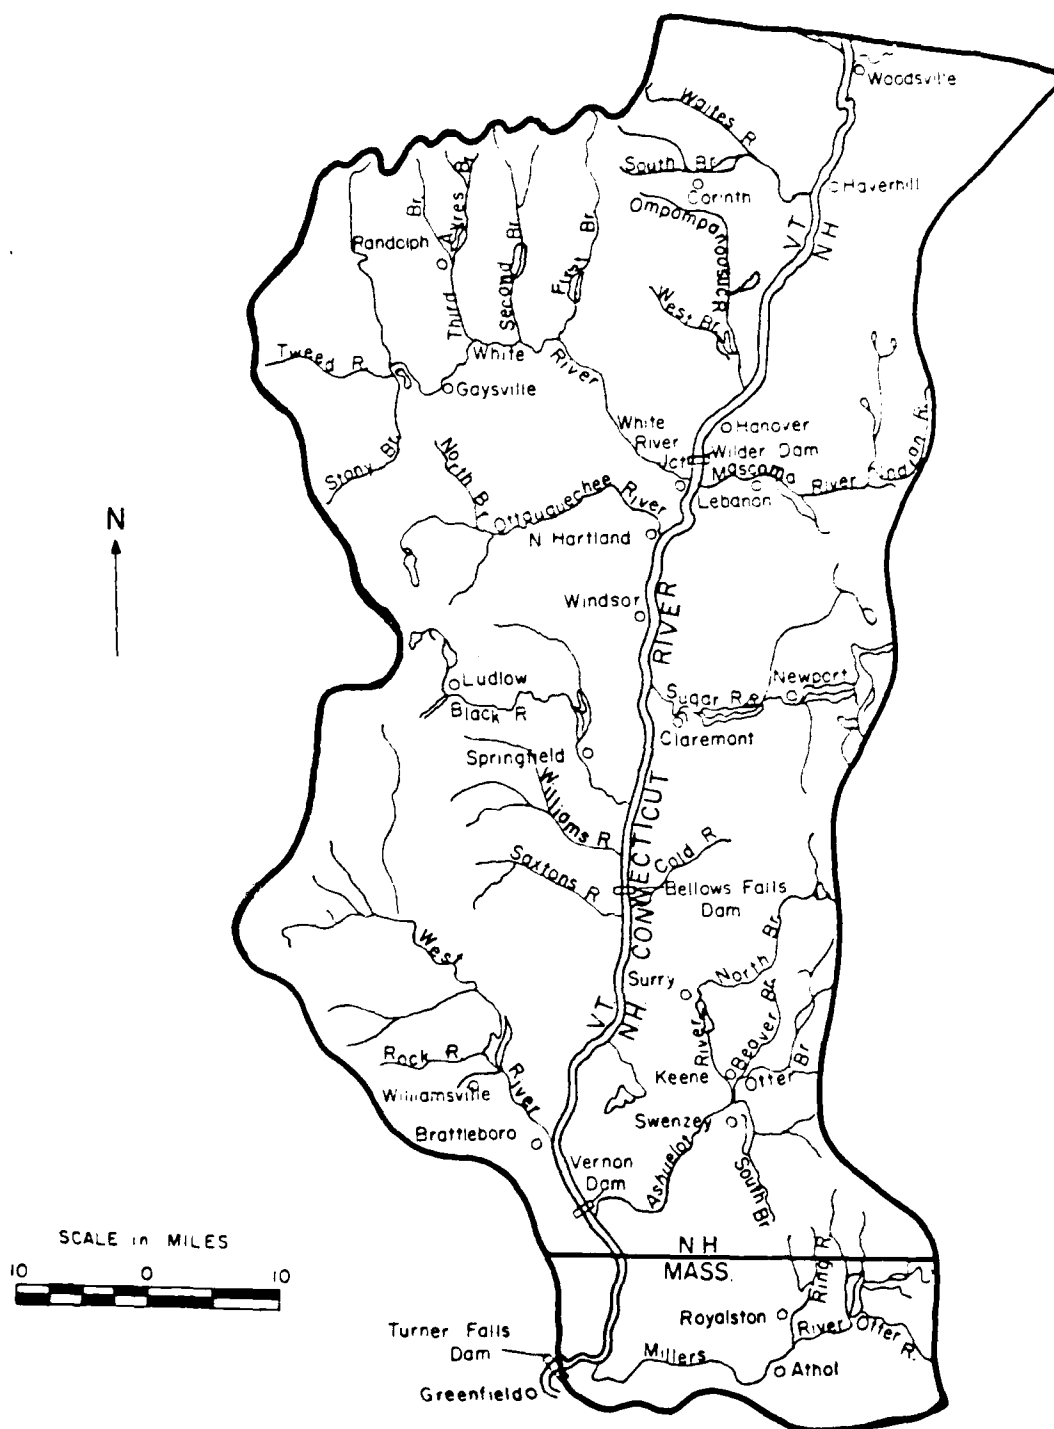 Woodsville
Waites R
South Br
Corinth
Haverhill
Ompompanoosuc R
VT
NH
Br
Ayres Br
Randolph
Third
Second Br
First Br
West Br
Tweed R.
White River
Gaysville
Hanover
White
River
Jct
Wilder Dam
Mascoma River
Indian R.
Lebanon
Stony Br
North Br
Ottauquechee River
N Hartland
N
Windsor
CONNECTICUT RIVER
Ludlow
Black R
Newport
Sugar R
Claremont
Springfield
Williams R
Saxtons R
Cold R
Bellows Falls
Dam
West River
North Br
Surry
River
Beaver Br
VT
NH
Rock R
Williamsville
Keene
Otter Br
Swenzey
Brattleboro
Ashuelot
South Br
Vernon
Dam
SCALE in MILES
10 0 10
NH
MASS.
Royalston
River
Otter R.
Turner Falls
Dam
Millers
Athol
Greenfield